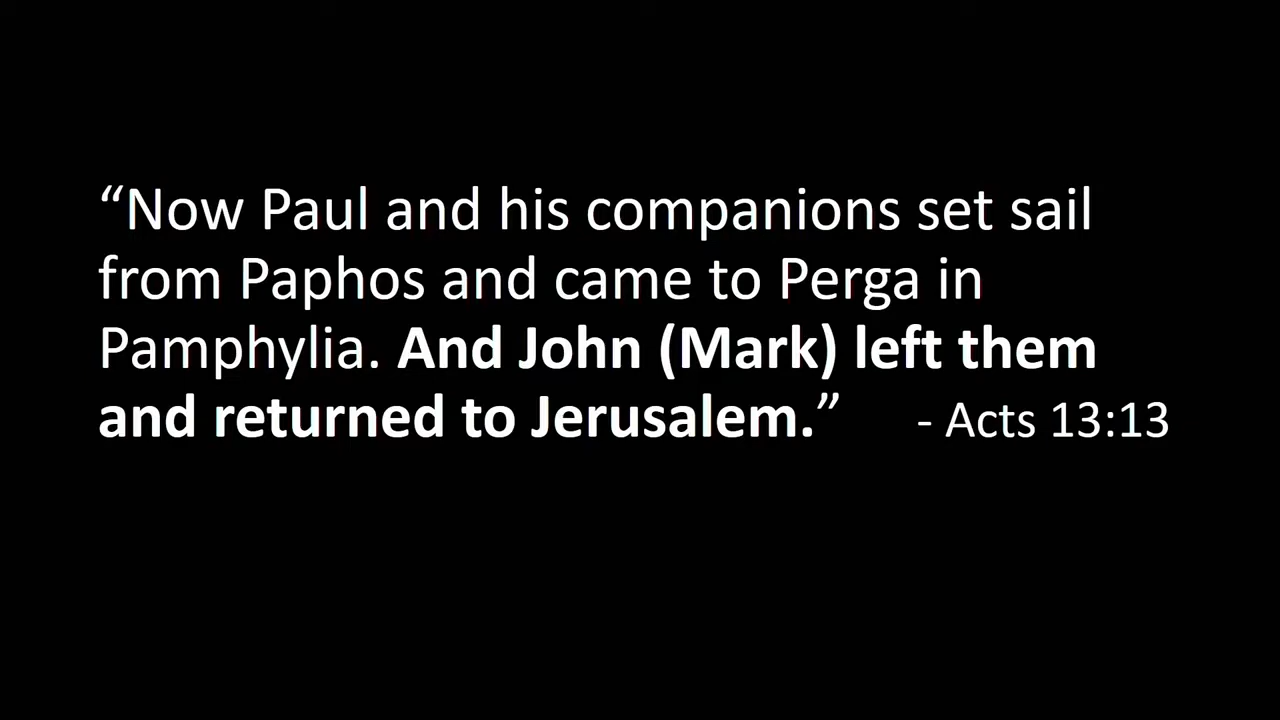 “Now Paul and his companions set sail
from Paphos and came to Perga in
Pamphylia. And John (Mark) left them
and returned to Jerusalem.” - Acts 13:13